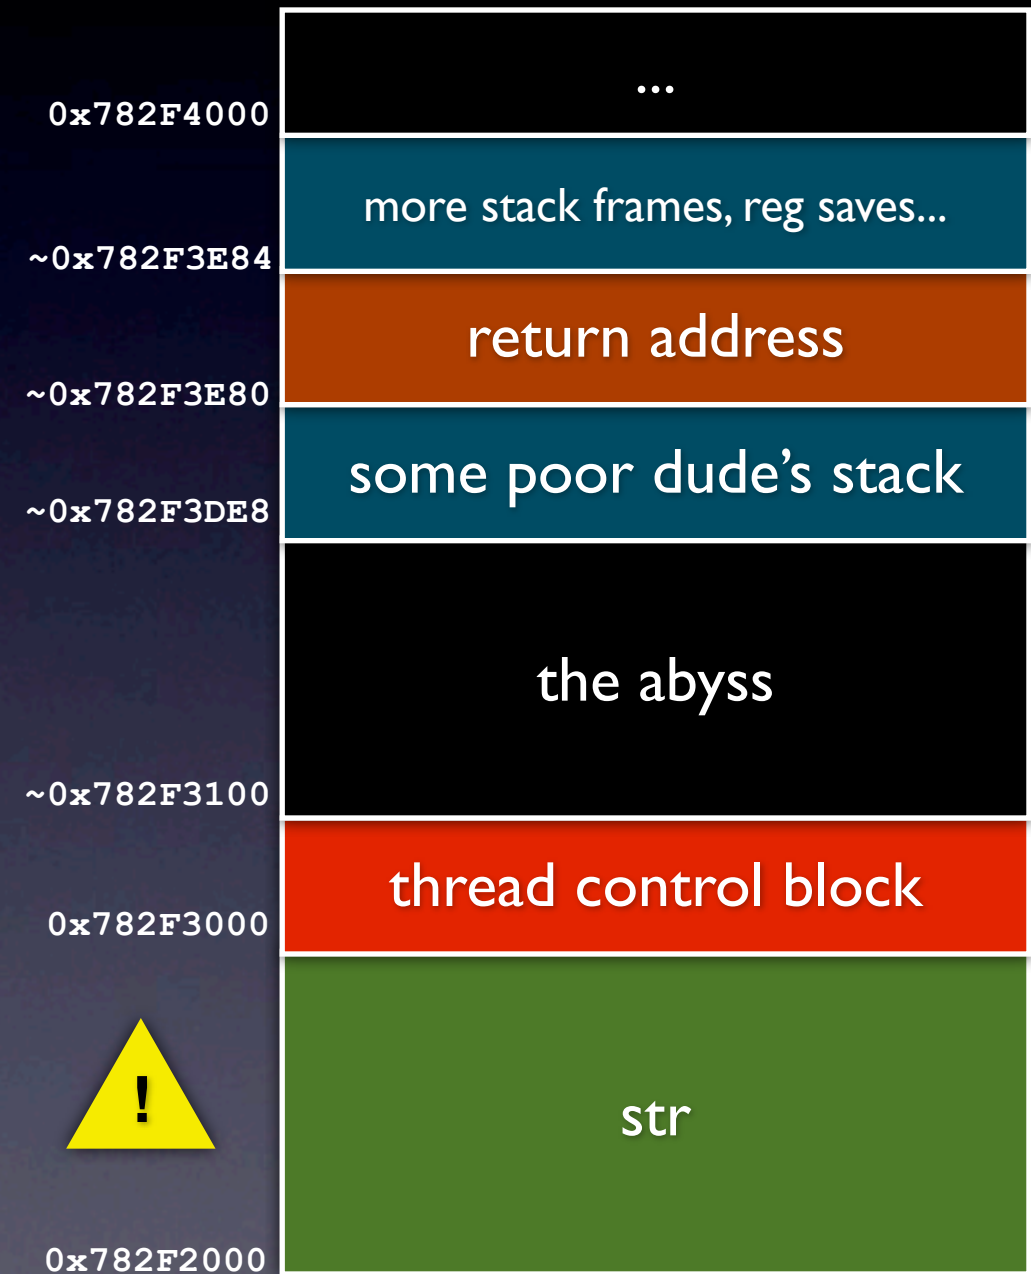 ...
0x782F4000
more stack frames, reg saves...
~0x782F3E84
return address
~0x782F3E80
some poor dude’s stack
~0x782F3DE8
the abyss
~0x782F3100
thread control block
0x782F3000
!
str
0x782F2000